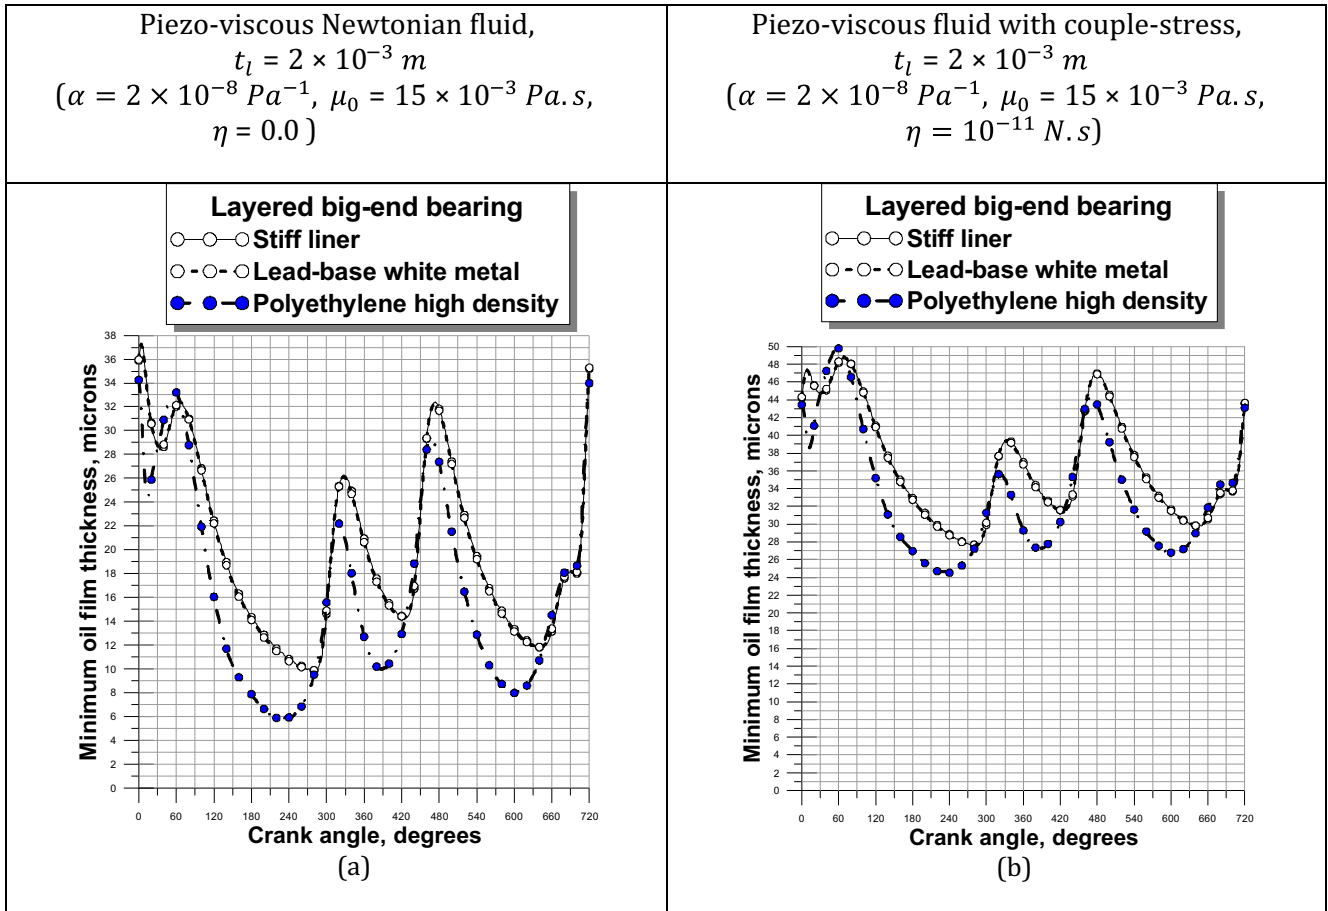 Piezo-viscous Newtonian fluid,
t_l = 2 × 10⁻³ m
(α = 2 × 10⁻⁸ Pa⁻¹, μ₀ = 15 × 10⁻³ Pa.s,
η = 0.0 )
Piezo-viscous fluid with couple-stress,
t_l = 2 × 10⁻³ m
(α = 2 × 10⁻⁸ Pa⁻¹, μ₀ = 15 × 10⁻³ Pa.s,
η = 10⁻¹¹ N.s)
Layered big-end bearing
Stiff liner
Lead-base white metal
Polyethylene high density
38
36
34
32
30
28
26
24
22
20
18
16
14
12
10
8
6
4
2
0
Minimum oil film thickness, microns
0 60 120 180 240 300 360 420 480 540 600 660 720
Crank angle, degrees
(a)
Layered big-end bearing
Stiff liner
Lead-base white metal
Polyethylene high density
50
48
46
44
42
40
38
36
34
32
30
28
26
24
22
20
18
16
14
12
10
8
6
4
2
0
Minimum oil film thickness, microns
0 60 120 180 240 300 360 420 480 540 600 660 720
Crank angle, degrees
(b)